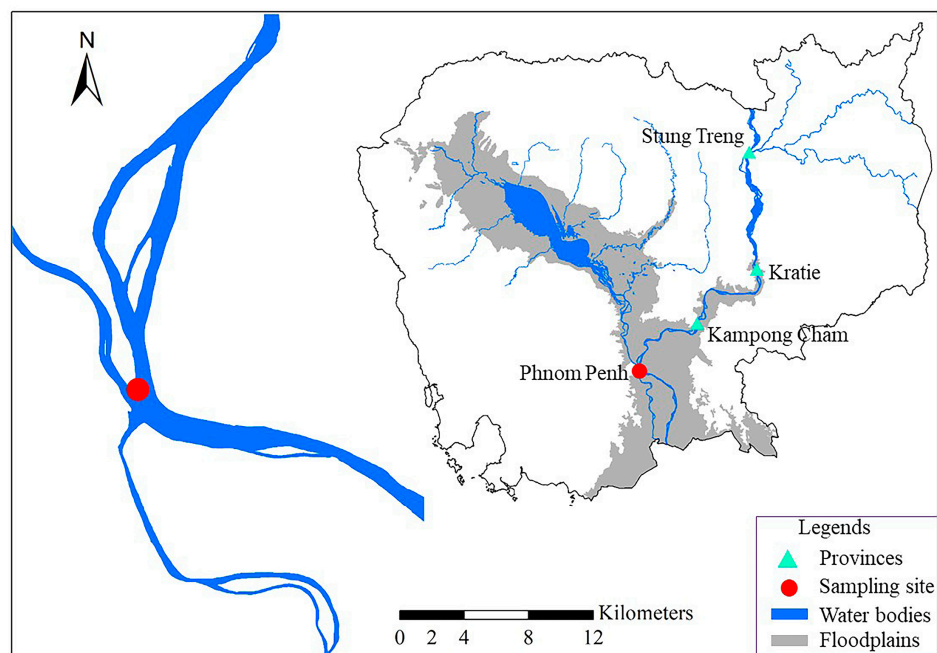 N
Stung Treng
Kratie
Kampong Cham
Phnom Penh
Legends
Provinces
Sampling site
Water bodies
Floodplains
Kilometers
0 2 4 8 12